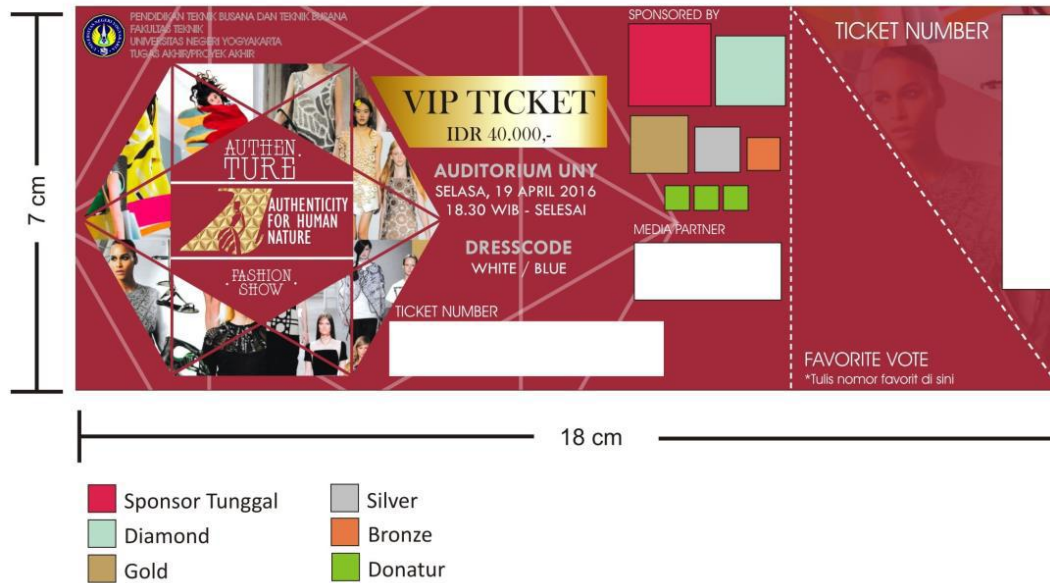 PENDIDIKAN TEKNIK BUSANA DAN TEKNIK BUSANA
FAKULTAS TEKNIK
UNIVERSITAS NEGERI YOGYAKARTA
TUGAS AKHIR/PROYEK AKHIR
AUTHEN.
TURE
AUTHENTICITY
FOR HUMAN
NATURE
.FASHION.
SHOW
VIP TICKET
IDR 40.000,-
AUDITORIUM UNY
SELASA, 19 APRIL 2016
18.30 WIB - SELESAI
DRESSCODE
WHITE / BLUE
TICKET NUMBER
SPONSORED BY
MEDIA PARTNER
TICKET NUMBER
FAVORITE VOTE
*Tulis nomor favorit di sini
7 cm
18 cm
Sponsor Tunggal
Diamond
Gold
Silver
Bronze
Donatur